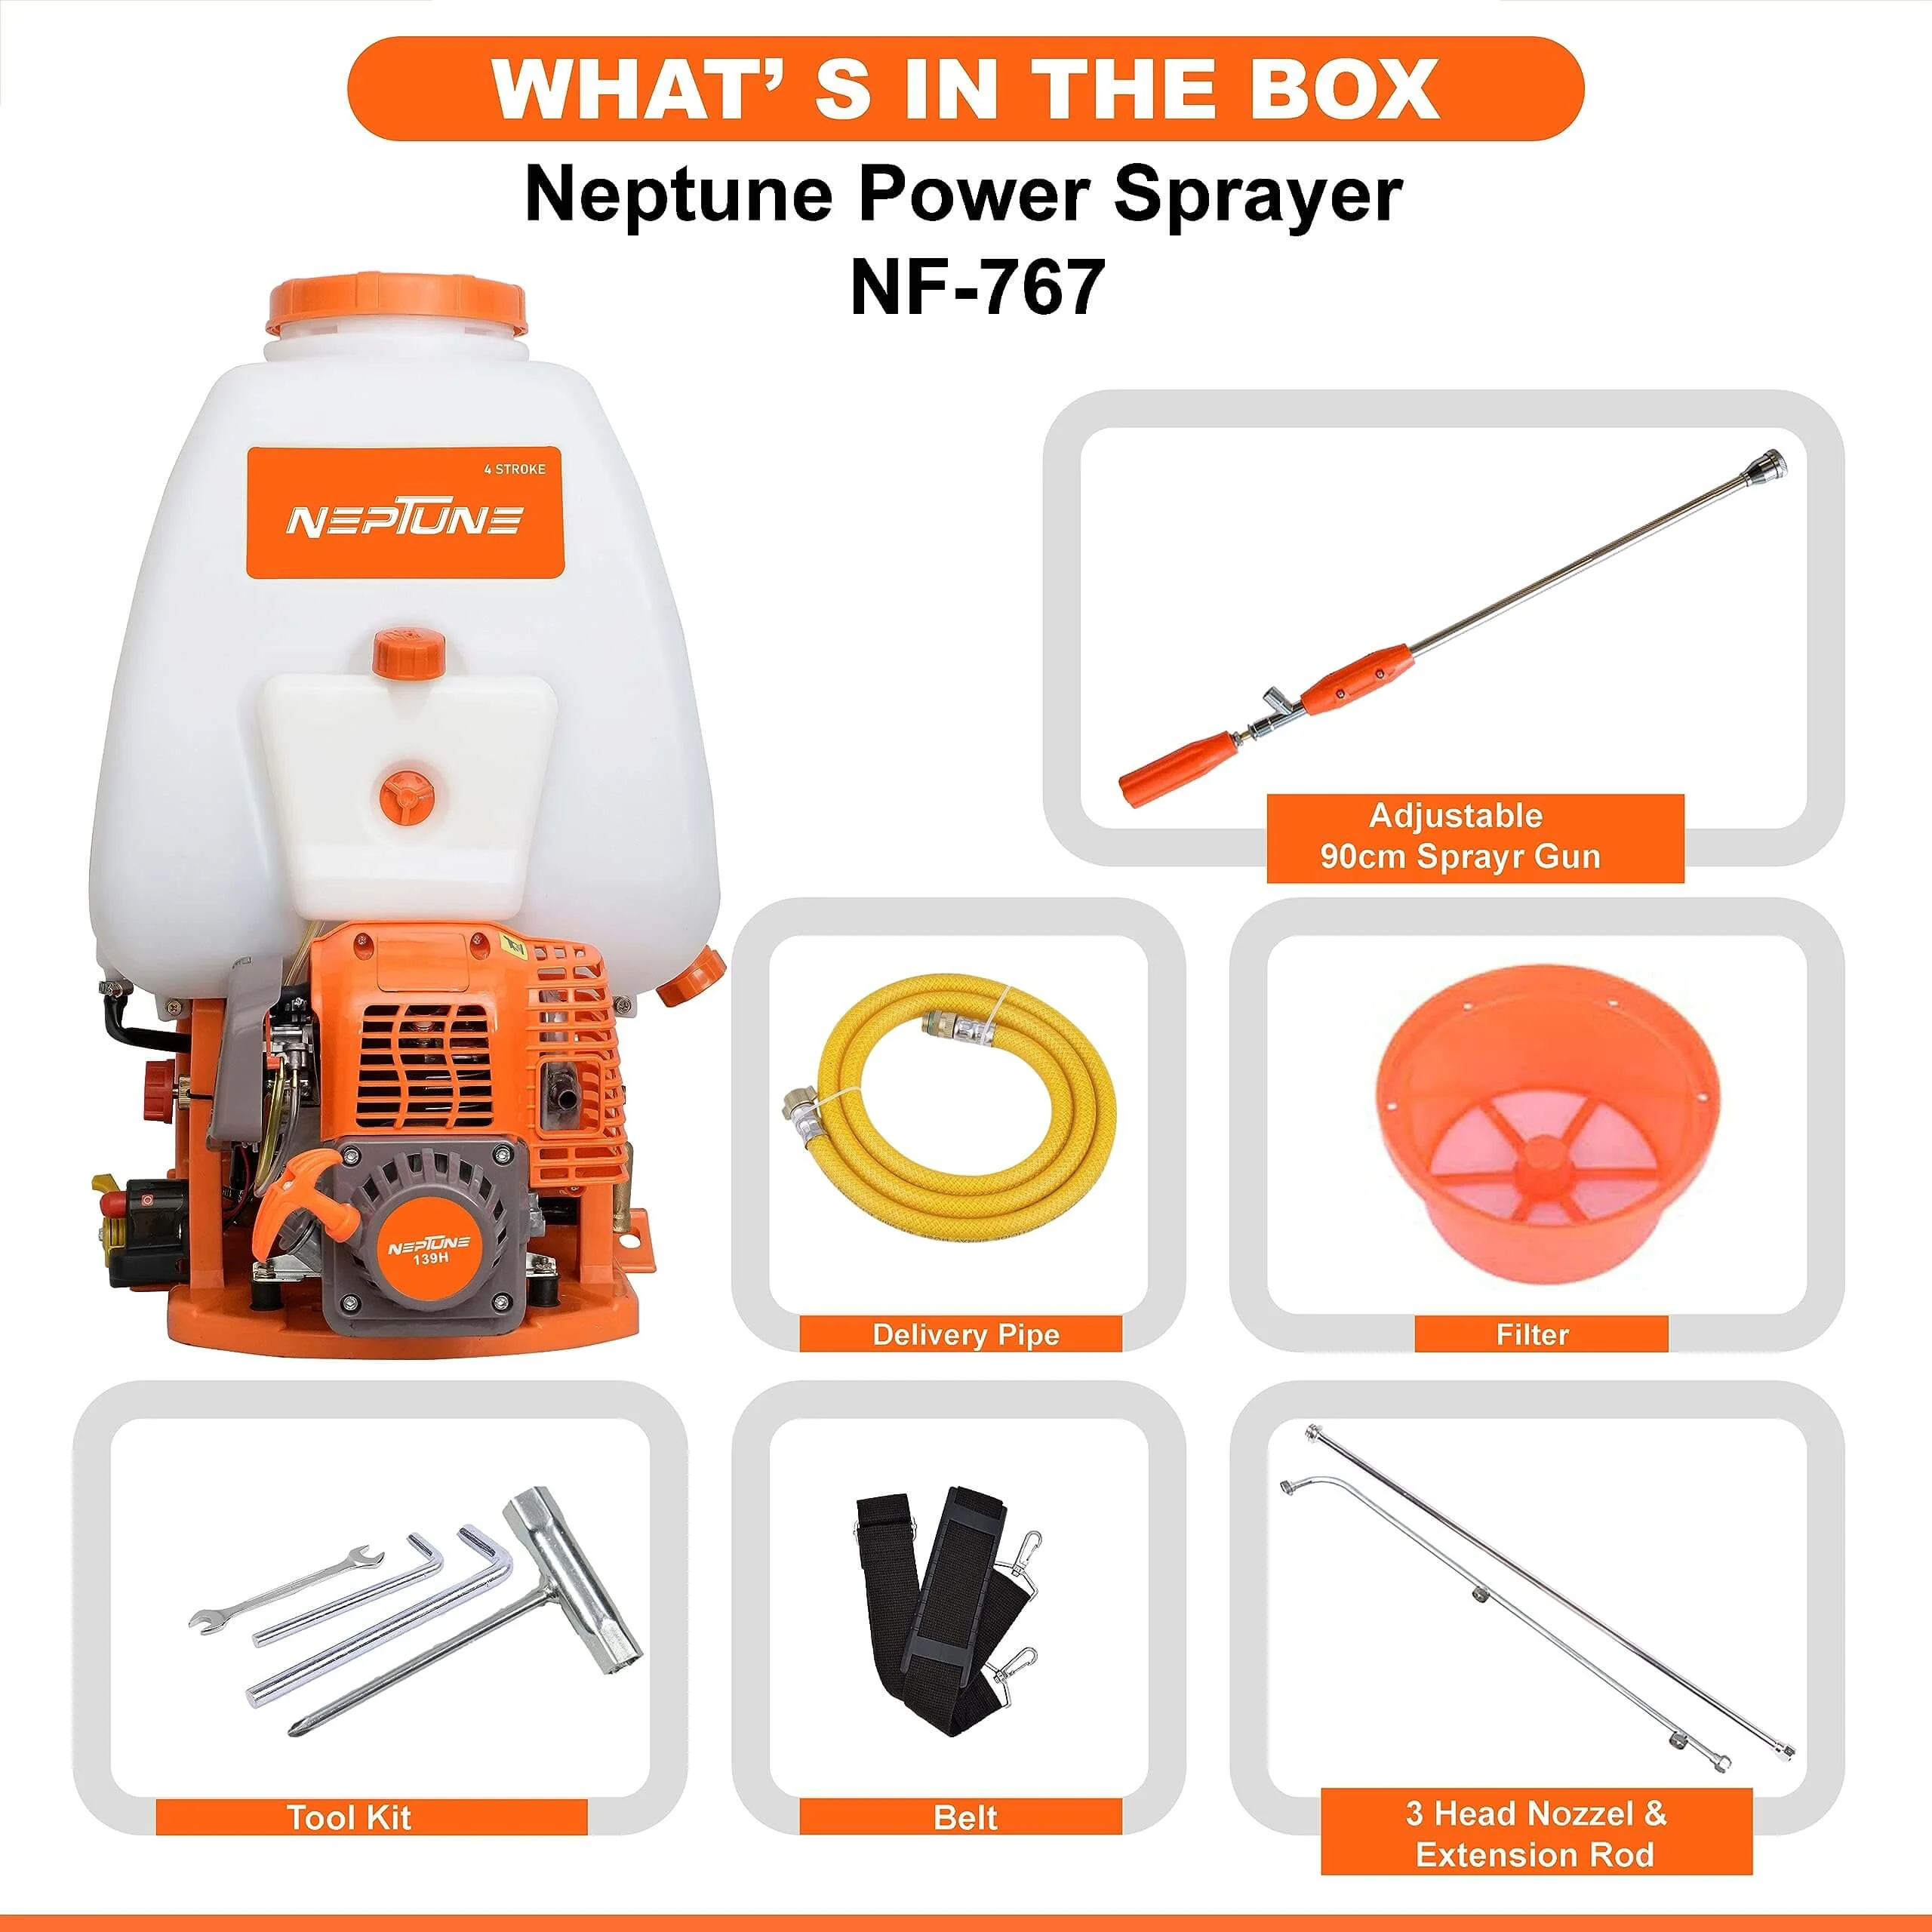 WHAT’ S IN THE BOX
Neptune Power Sprayer
NF-767
4 STROKE
NEPTUNE
Adjustable
90cm Sprayr Gun
NEPTUNE
139H
Delivery Pipe
Filter
Tool Kit
Belt
3 Head Nozzel &
Extension Rod